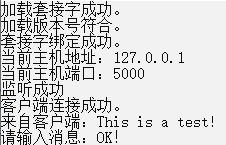 加载套接字成功。
加载版本号符合。
套接字绑定成功。
当前主机地址：127.0.0.1
当前主机端口：5000
监听成功
客户端连接成功。
来自客户端：This is a test!
请输入消息：OK!